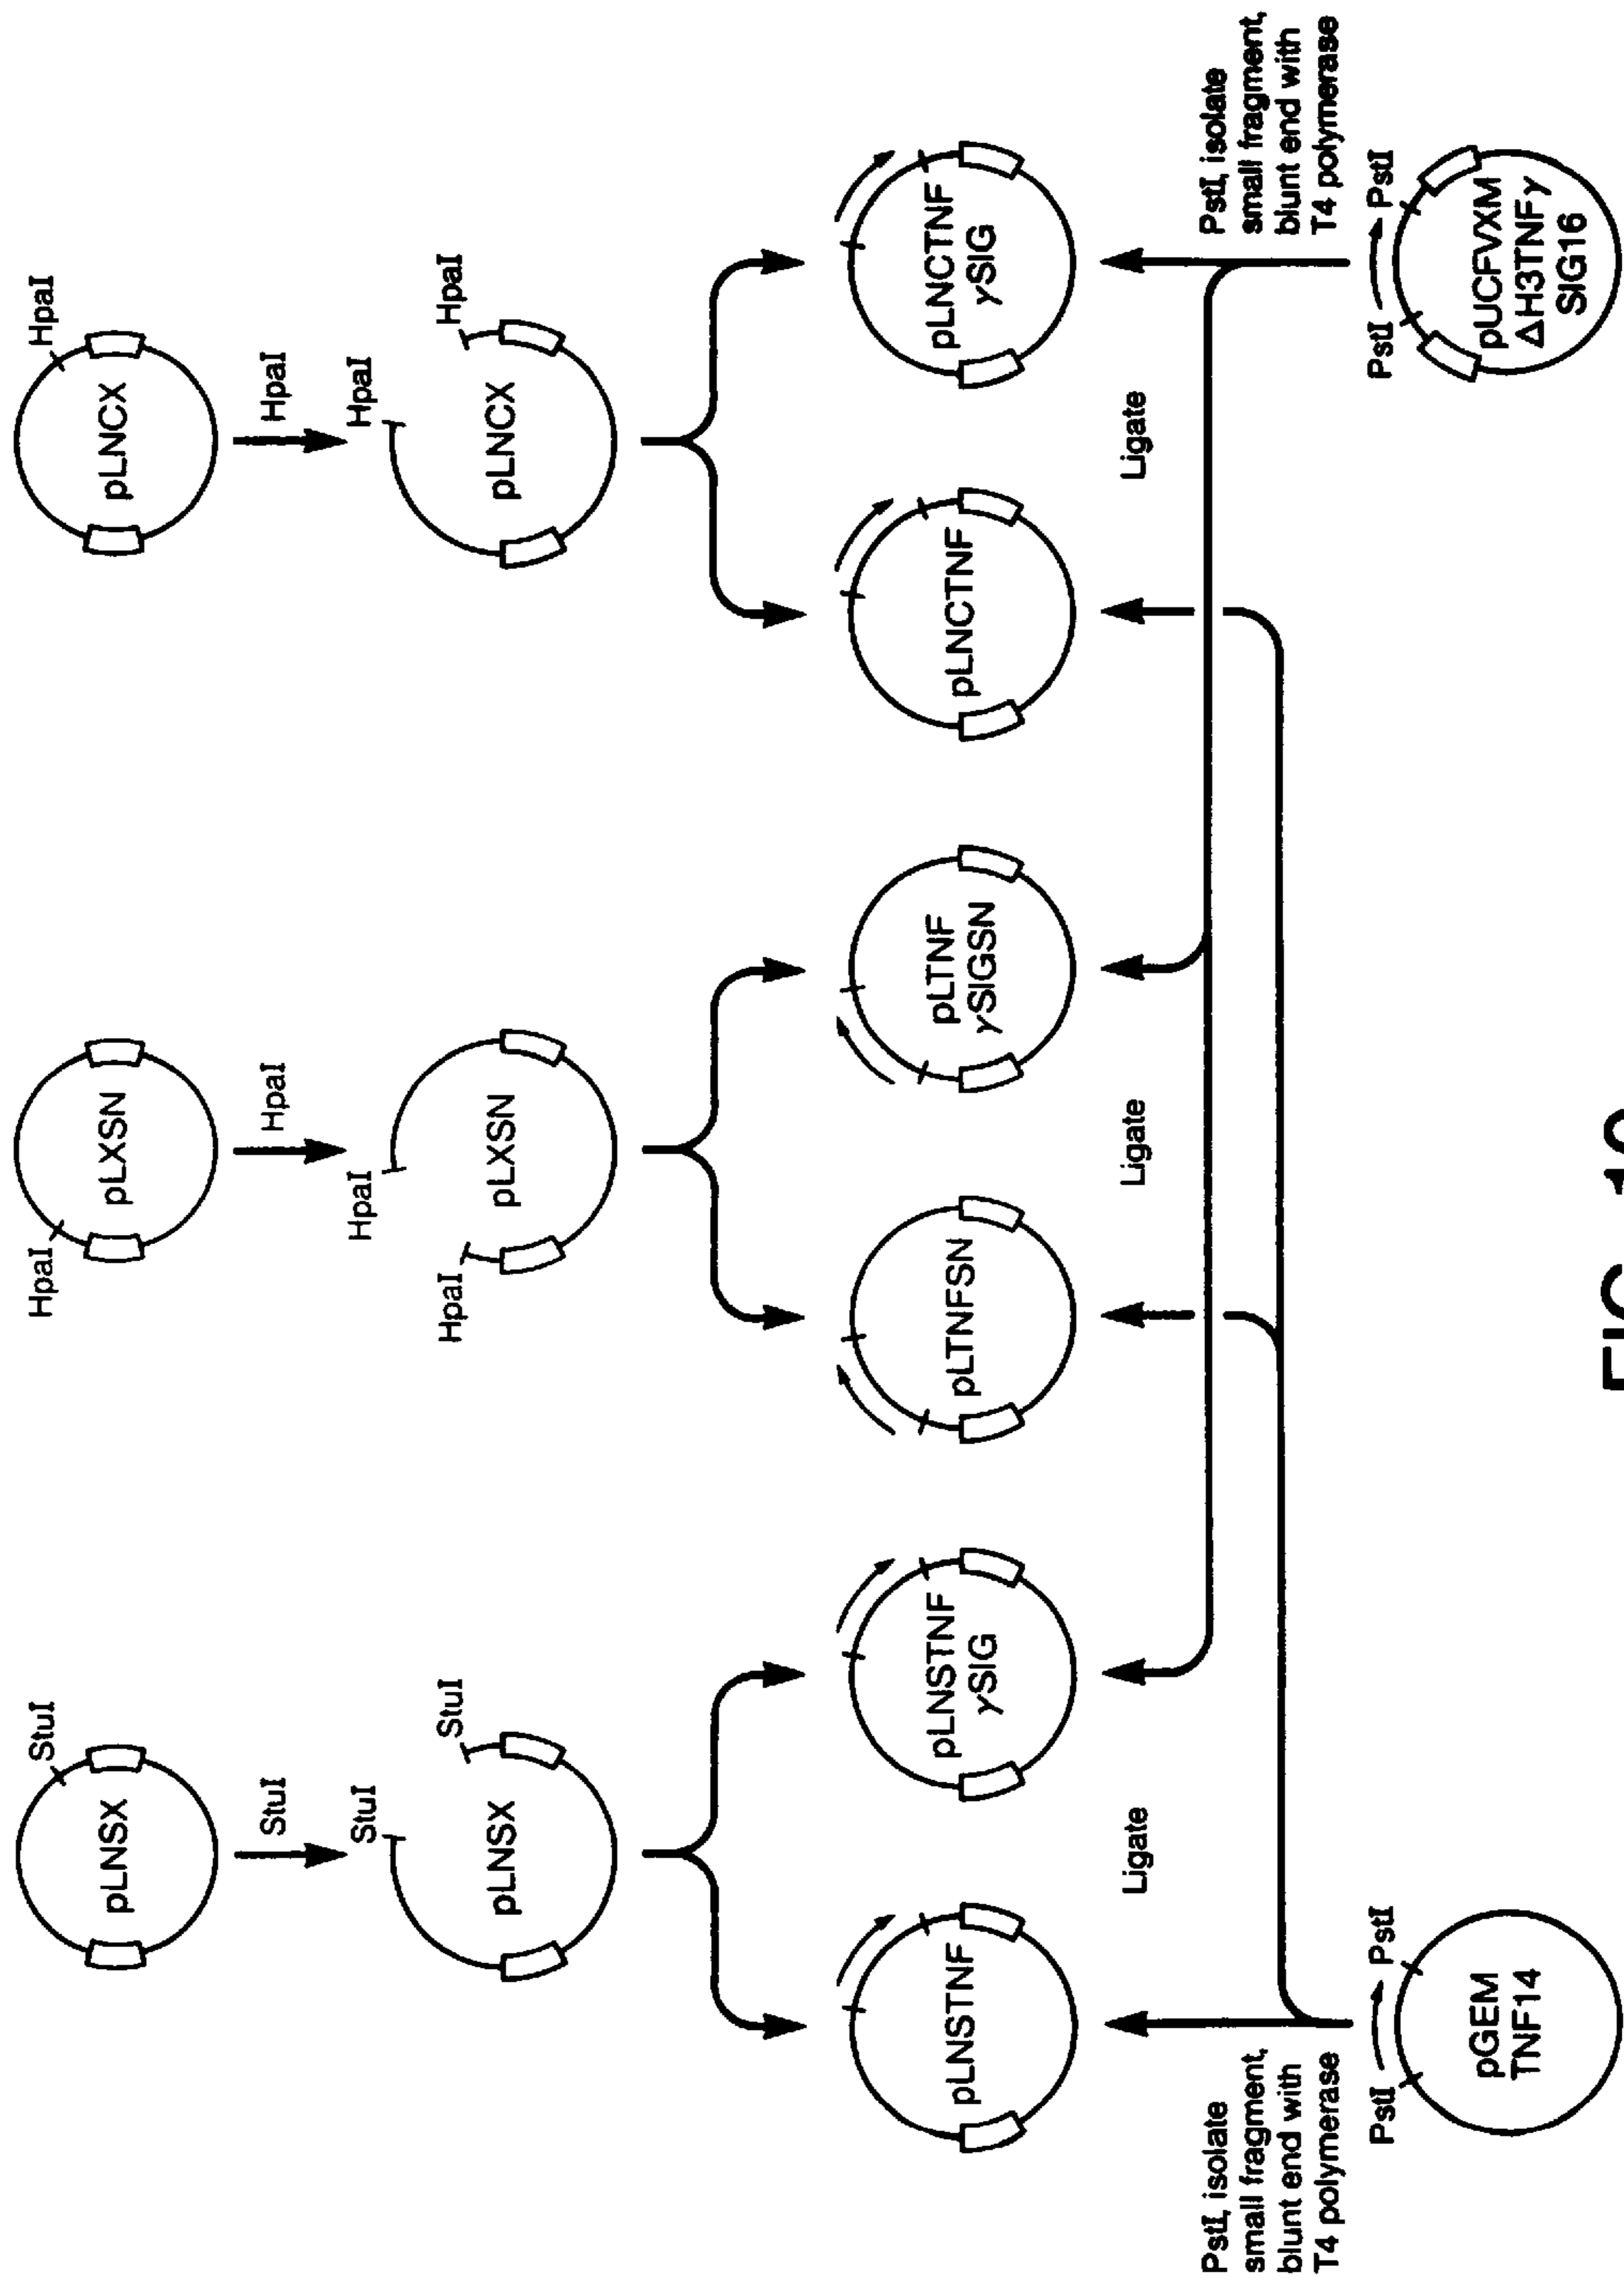 StuI
pLNSX
HpaI
pLXSN
HpaI
pLNCX
StuI
HpaI
HpaI
StuI
StuI
pLNSX
HpaI
HpaI
pLXSN
HpaI
HpaI
pLNCX
pLNSTNF
pLNSTNF
γSIG
pLTNFSN
pLTNF
γSIGSN
pLNCTNF
pLNCTNF
γSIG
Ligate
Ligate
Ligate
PstI, isolate
small fragment,
blunt end with
T4 polymerase
PstI, isolate
small fragment,
blunt end with
T4 polymerase
PstI
PstI
pGEM
TNF14
PstI
PstI
pUCFVXM
ΔH3TNFγ
SIG16